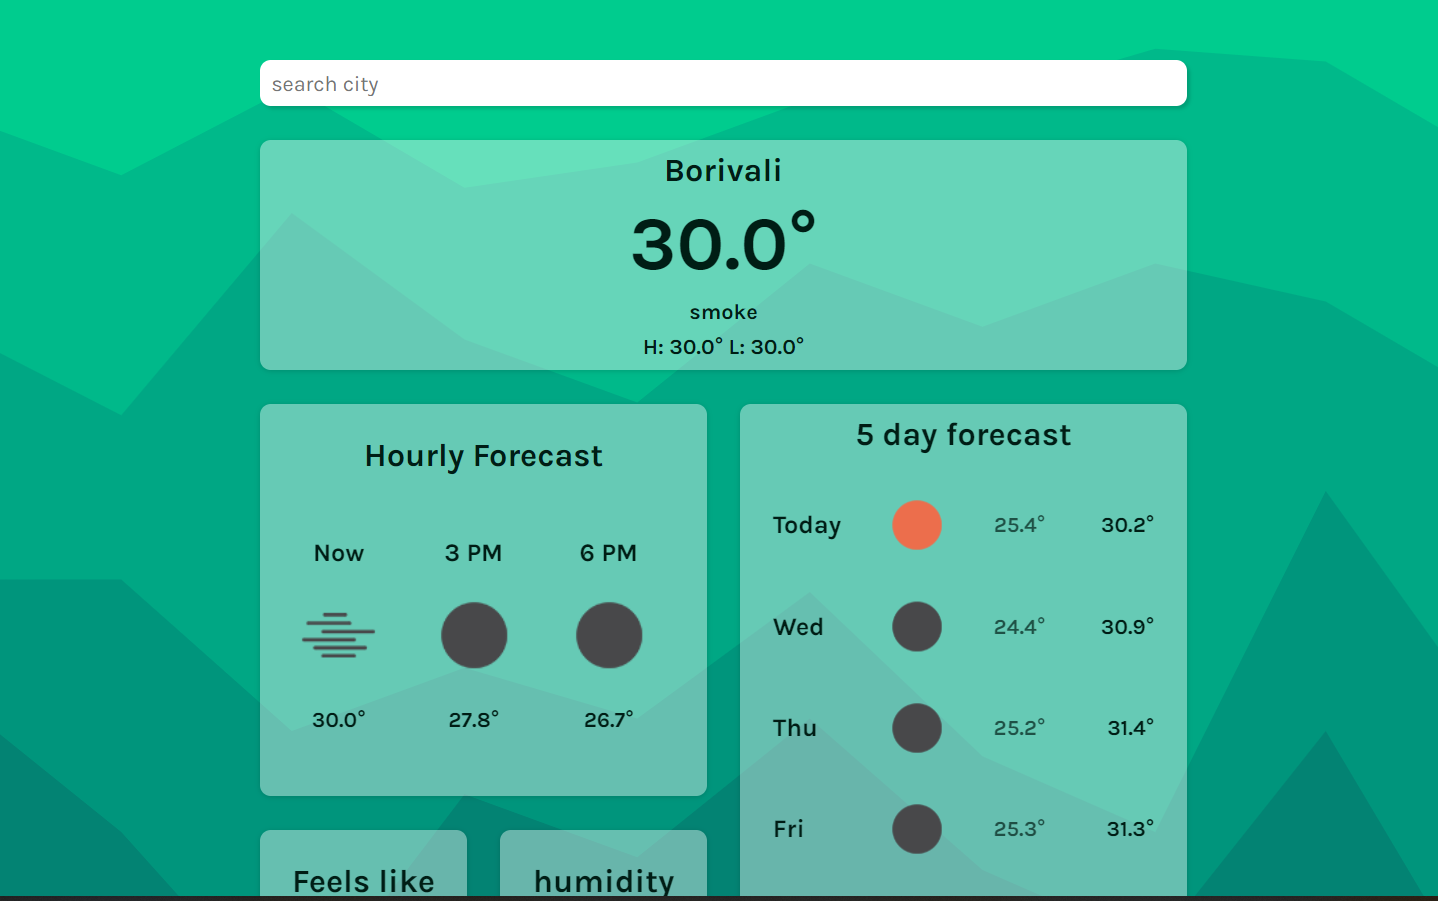 search city
Borivali
30.0°
smoke
H: 30.0° L: 30.0°
Hourly Forecast
Now 3 PM 6 PM
30.0° 27.8° 26.7°
5 day forecast
Today 25.4° 30.2°
Wed 24.4° 30.9°
Thu 25.2° 31.4°
Fri 25.3° 31.3°
Feels like
humidity